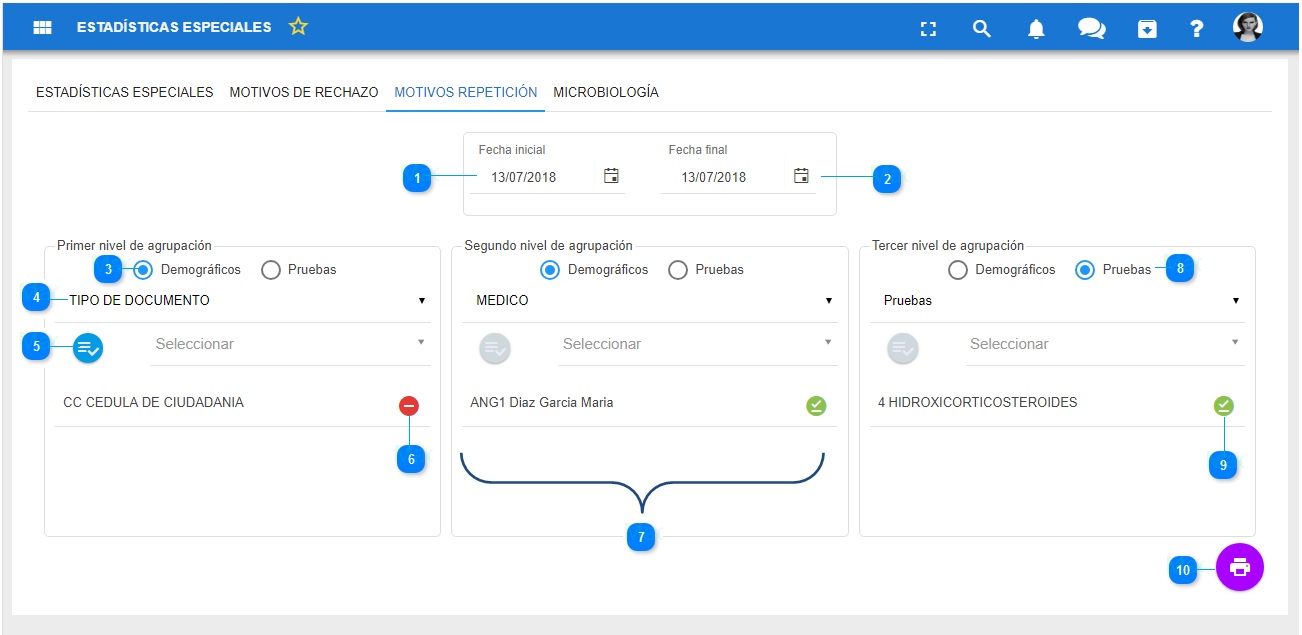 ESTADÍSTICAS ESPECIALES
?
ESTADÍSTICAS ESPECIALES MOTIVOS DE RECHAZO MOTIVOS REPETICIÓN MICROBIOLOGÍA
Fecha inicial Fecha final
1 13/07/2018 13/07/2018 2
Primer nivel de agrupación Segundo nivel de agrupación Tercer nivel de agrupación
3 Demográficos Pruebas Demográficos Pruebas Demográficos Pruebas 8
4 TIPO DE DOCUMENTO MEDICO Pruebas
5 Seleccionar Seleccionar Seleccionar
CC CEDULA DE CIUDADANIA ANG1 Diaz Garcia Maria 4 HIDROXICORTICOSTEROIDES
6 9
7
10